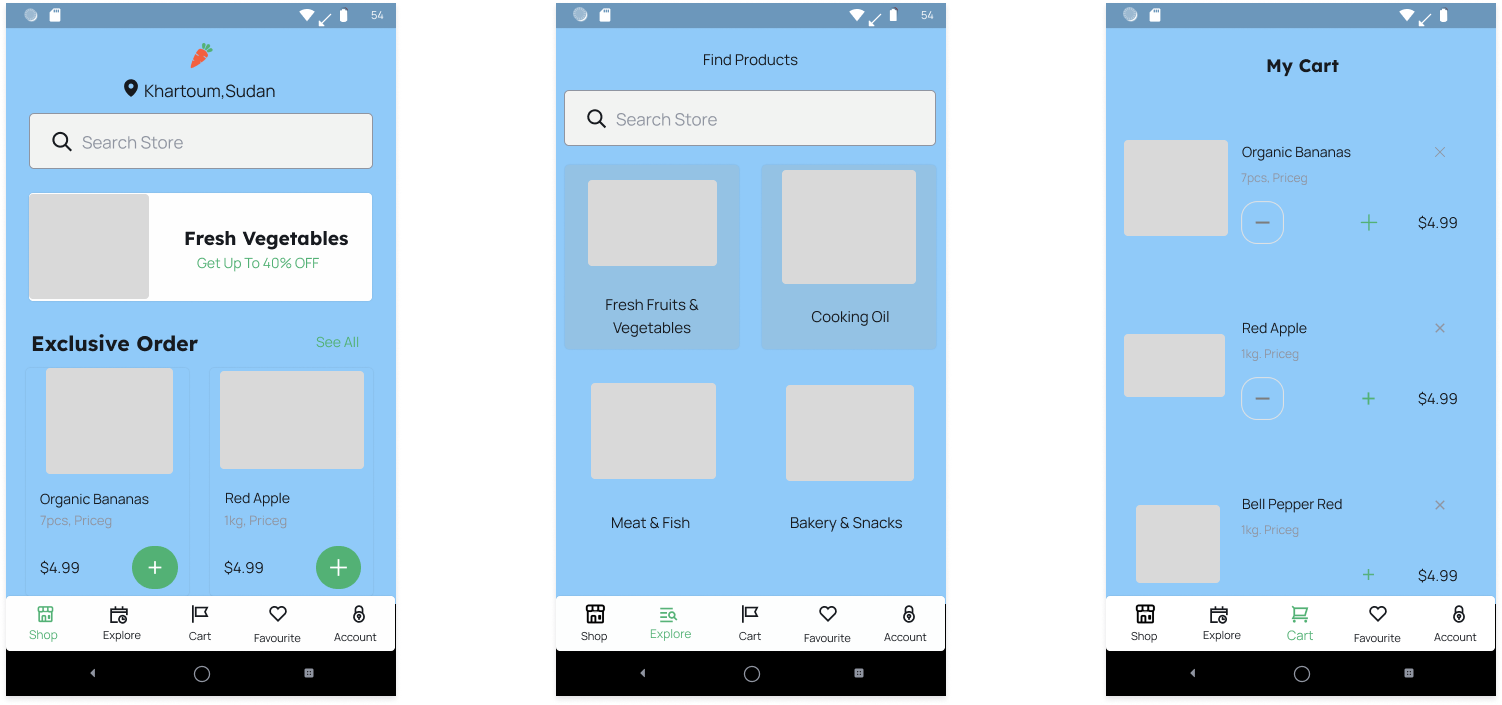 54
Khartoum,Sudan
Search Store
Fresh Vegetables
Get Up To 40% OFF
Exclusive Order
See All
Organic Bananas
7pcs, Priceg
$4.99
Red Apple
1kg, Priceg
$4.99
Shop
Explore
Cart
Favourite
Account
54
Find Products
Search Store
Fresh Fruits &
Vegetables
Cooking Oil
Meat & Fish
Bakery & Snacks
Shop
Explore
Cart
Favourite
Account
My Cart
Organic Bananas
7pcs, Priceg
$4.99
Red Apple
1kg, Priceg
$4.99
Bell Pepper Red
1kg, Priceg
$4.99
Shop
Explore
Cart
Favourite
Account